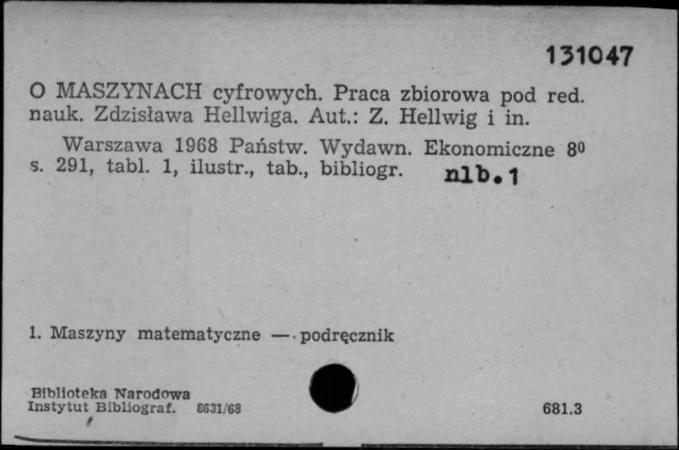 131047
O MASZYNACH cyfrowych. Praca zbiorowa pod red.
nauk. Zdzisława Hellwiga. Aut.: Z. Hellwig i in.
Warszawa 1968 Państw. Wydawn. Ekonomiczne 8⁰
s. 291, tabl. 1, ilustr., tab., bibliogr. nlb.1
1. Maszyny matematyczne — podręcznik
Biblioteka Narodowa
Instytut Bibliograf. 8631/68 681.3